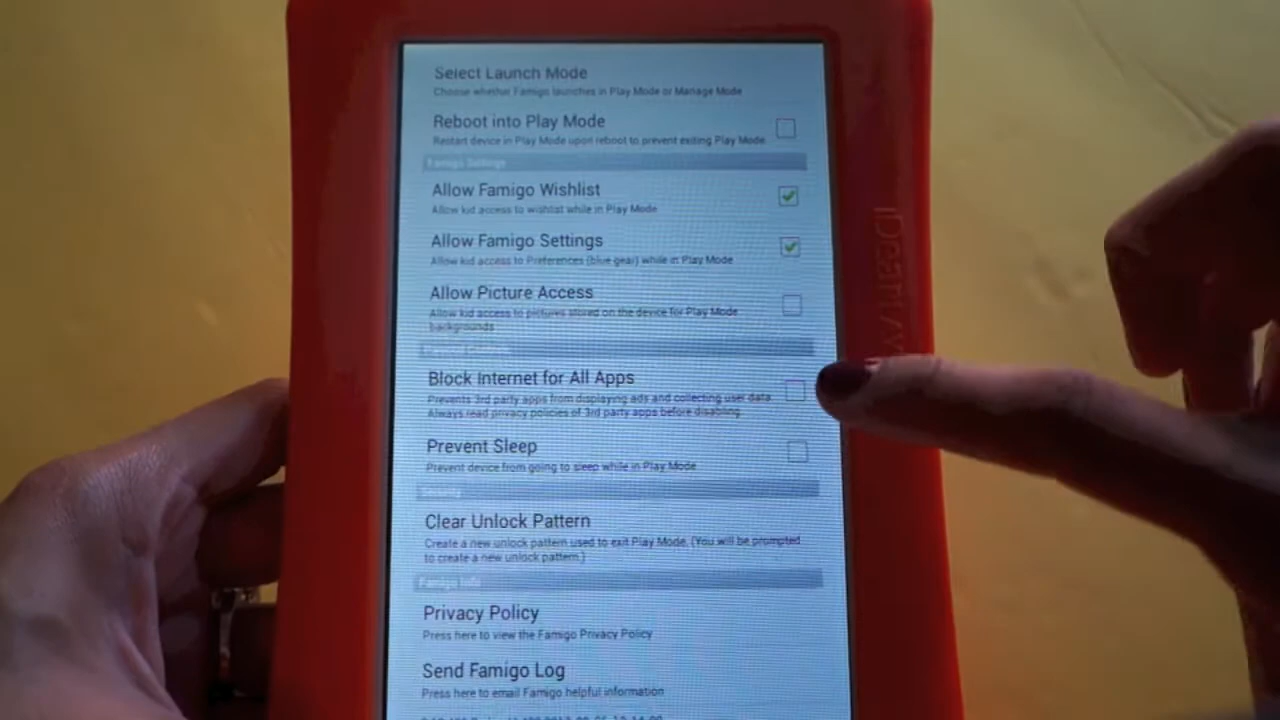 Select Launch Mode
Choose whether Famigo launches in Play Mode or Manage Mode
Reboot into Play Mode
Restart device in Play Mode upon reboot to prevent exiting Play Mode
Famigo Settings
Allow Famigo Wishlist
Allow kid access to wishlist while in Play Mode
Allow Famigo Settings
Allow kid access to Preferences (blue gear) while in Play Mode
Allow Picture Access
Allow kid access to pictures stored on the device for Play Mode
backgrounds
Block Internet for All Apps
Prevents 3rd party apps from displaying ads and collecting user data.
Always read privacy policies of 3rd party apps before disabling.
Prevent Sleep
Prevent device from going to sleep while in Play Mode
Security
Clear Unlock Pattern
Create a new unlock pattern used to exit Play Mode. (You will be prompted
to create a new unlock pattern.)
Famigo Info
Privacy Policy
Press here to view the Famigo Privacy Policy
Send Famigo Log
Press here to email Famigo helpful information